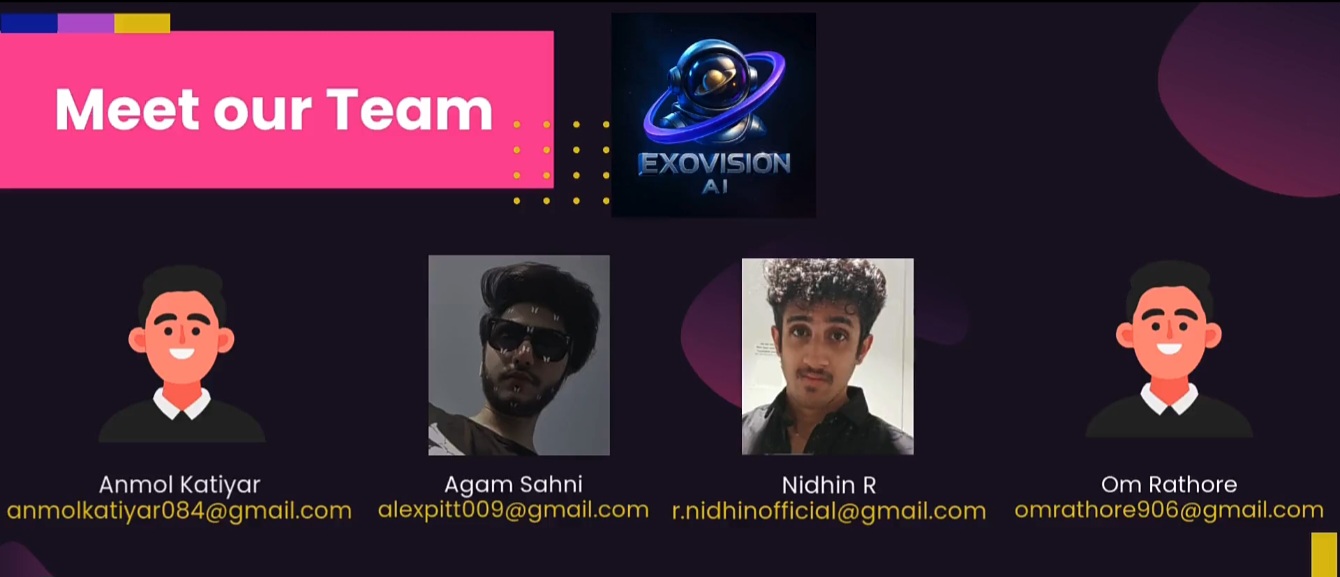 Meet our Team
EXOVISION
AI
Anmol Katiyar
anmolkatiyar084@gmail.com
Agam Sahni
alexpitt009@gmail.com
Nidhin R
r.nidhinofficial@gmail.com
Om Rathore
omrathore906@gmail.com